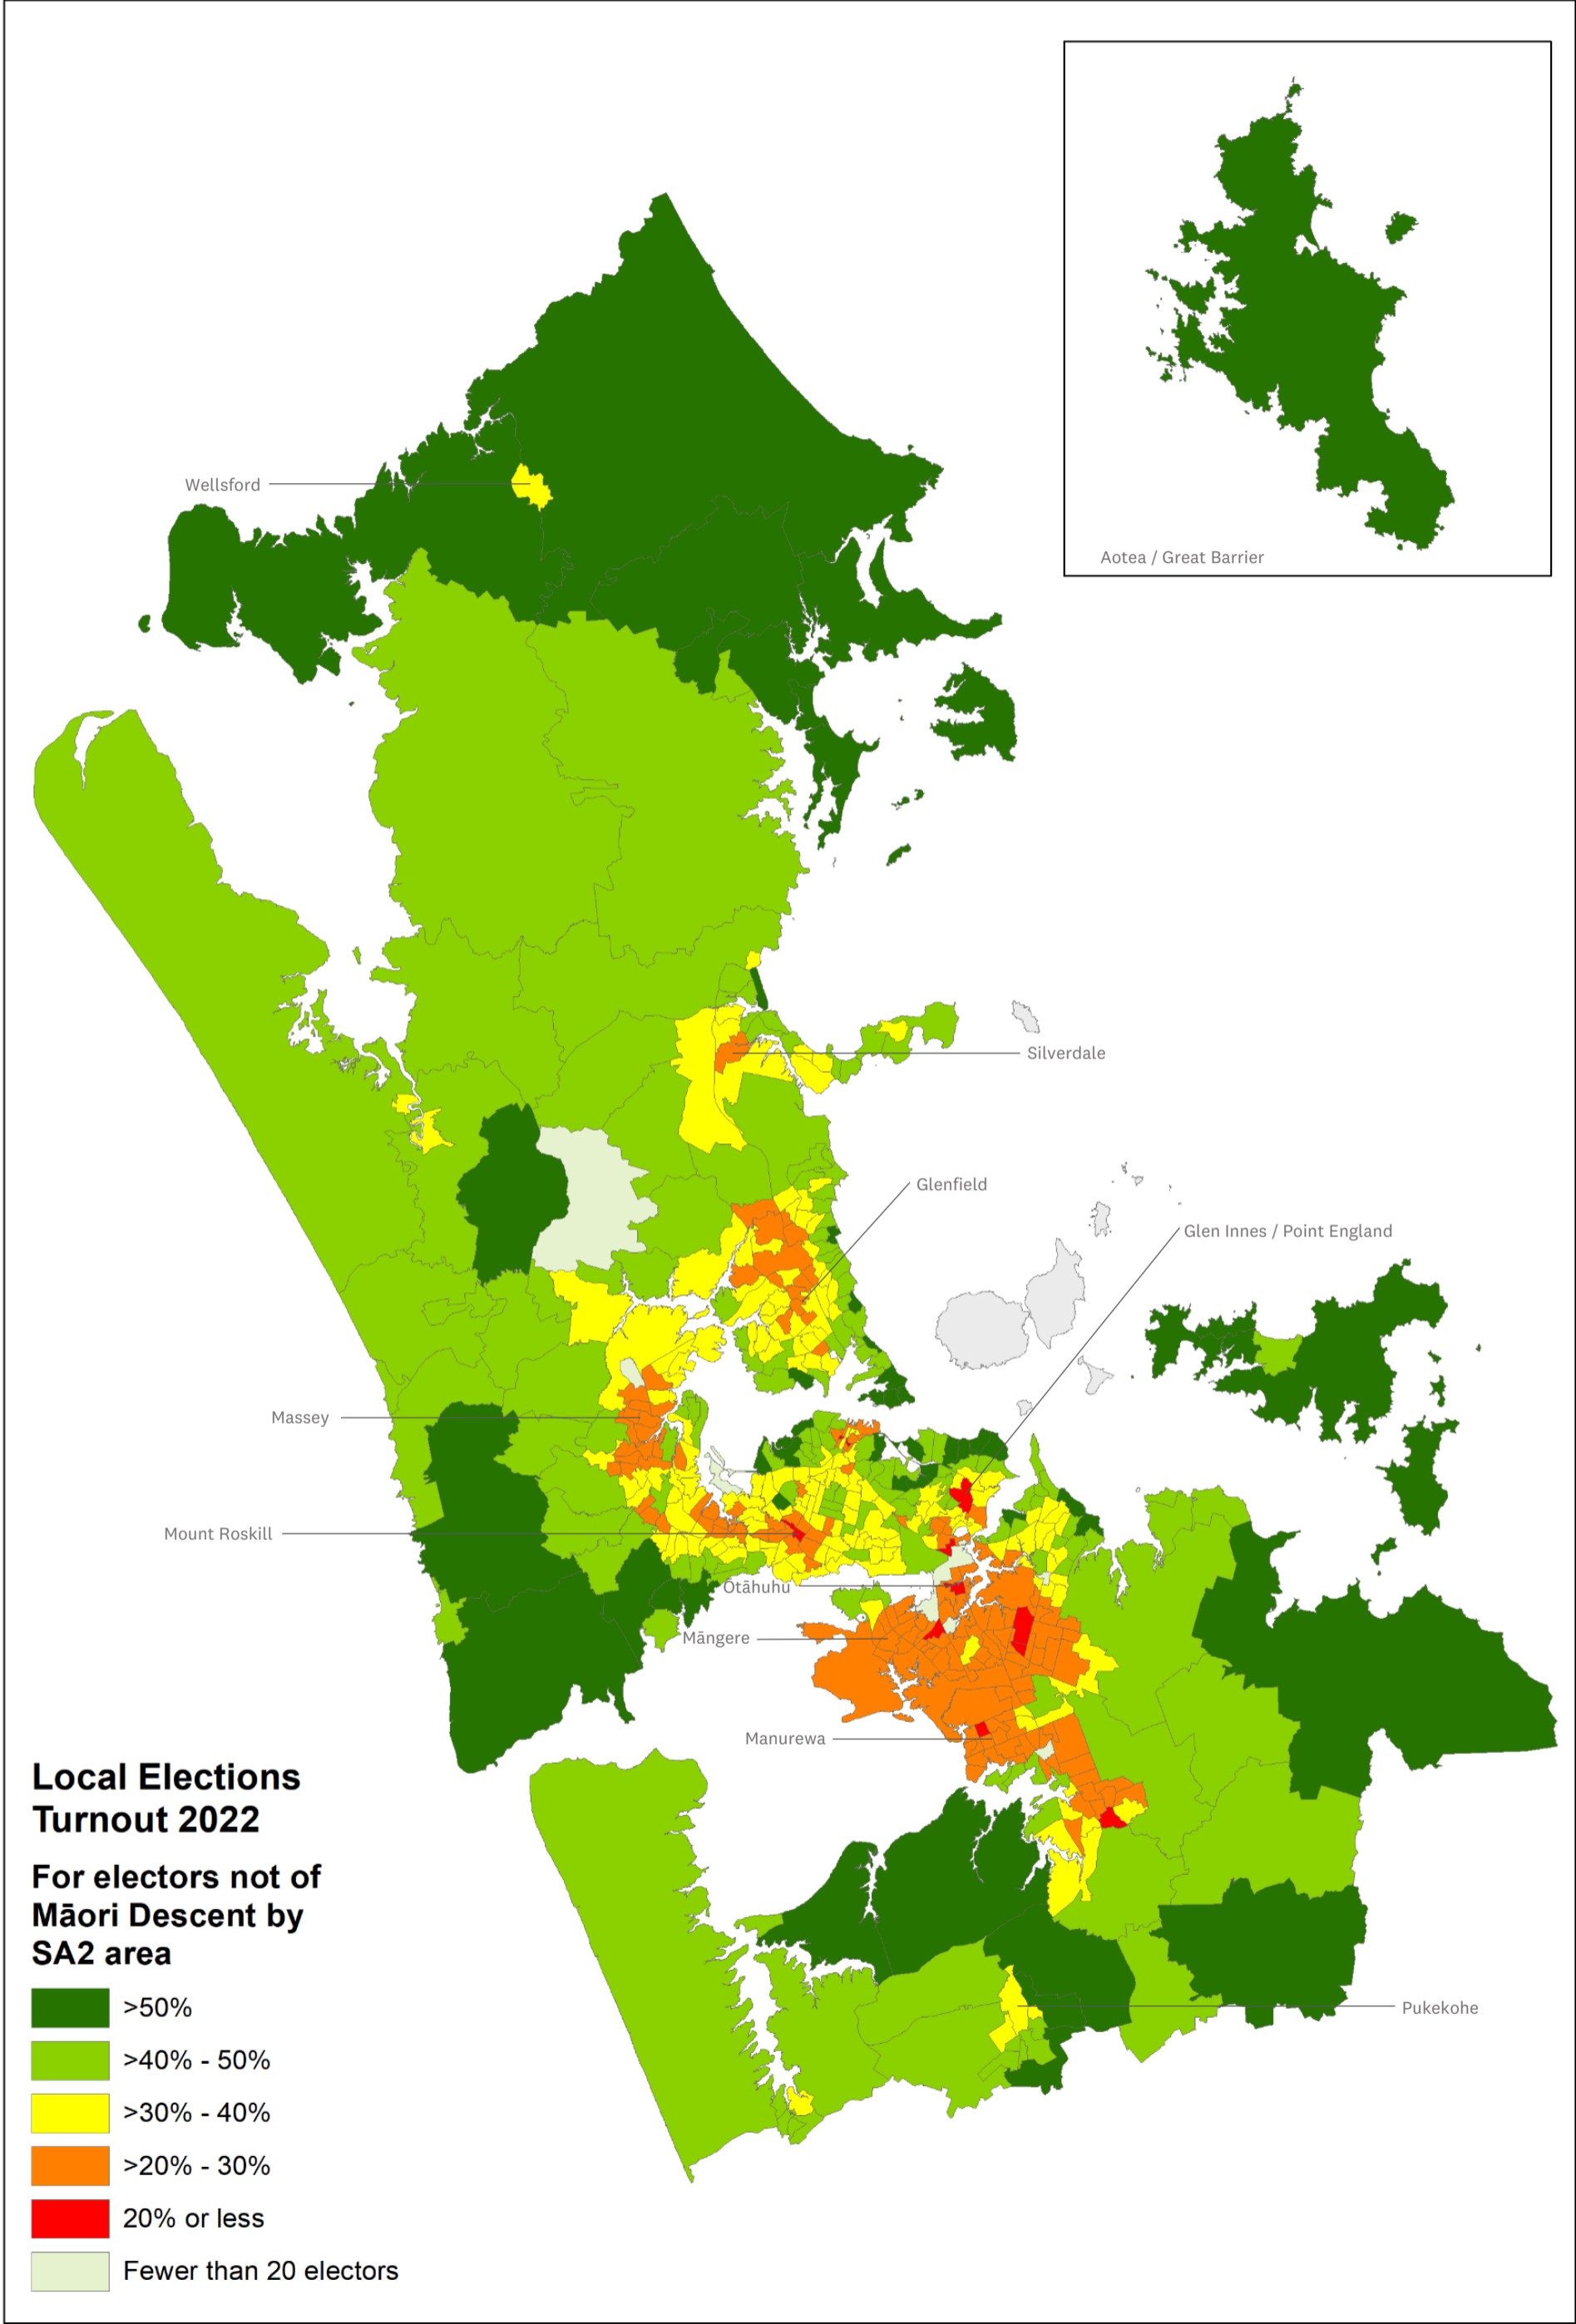 Aotea / Great Barrier
Wellsford
Silverdale
Glenfield
Glen Innes / Point England
Massey
Mount Roskill
Ōtāhuhu
Māngere
Manurewa
Pukekohe
Local Elections
Turnout 2022
For electors not of
Māori Descent by
SA2 area
>50%
>40% - 50%
>30% - 40%
>20% - 30%
20% or less
Fewer than 20 electors